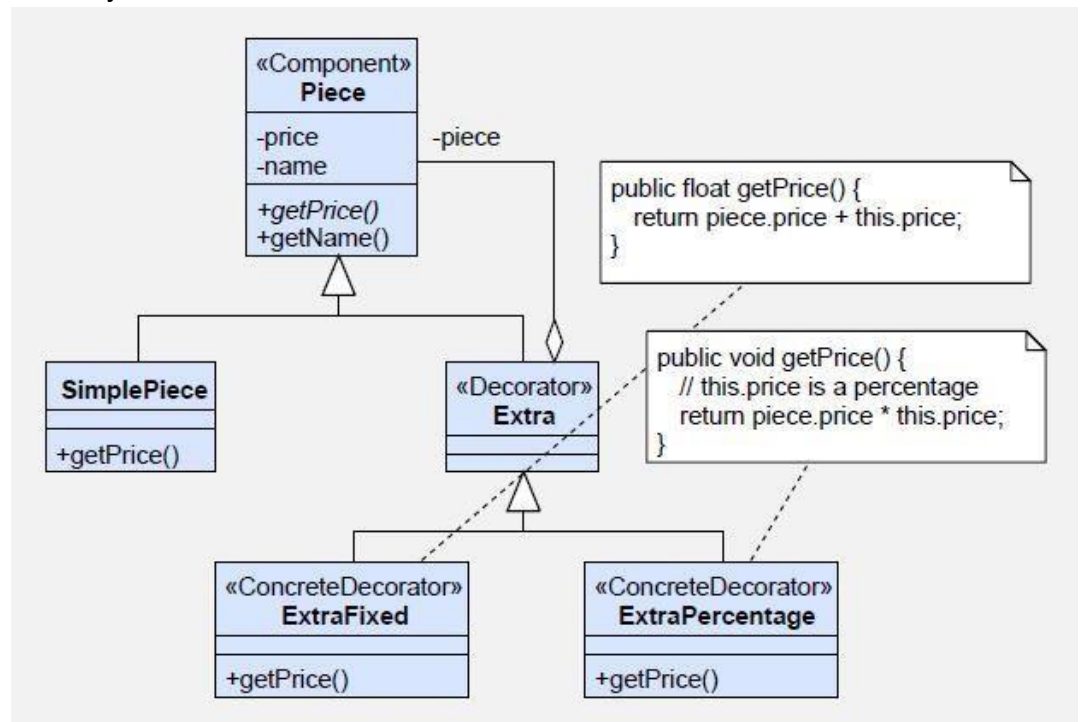 «Component»
Piece
-price
-name
+getPrice()
+getName()
-piece
public float getPrice() {
return piece.price + this.price;
}
public void getPrice() {
// this.price is a percentage
return piece.price * this.price;
}
SimplePiece
+getPrice()
«Decorator»
Extra
«ConcreteDecorator»
ExtraFixed
+getPrice()
«ConcreteDecorator»
ExtraPercentage
+getPrice()